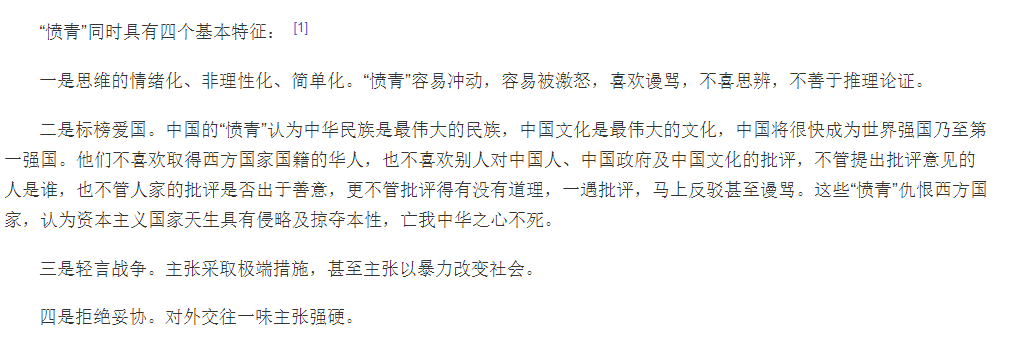 “愤青”同时具有四个基本特征： [1]
一是思维的情绪化、非理性化、简单化。“愤青”容易冲动，容易被激怒，喜欢谩骂，不喜思辨，不善于推理论证。
二是标榜爱国。中国的“愤青”认为中华民族是最伟大的民族，中国文化是最伟大的文化，中国将很快成为世界强国乃至第
一强国。他们不喜欢取得西方国家国籍的华人，也不喜欢别人对中国人、中国政府及中国文化的批评，不管提出批评意见的
人是谁，也不管人家的批评是否出于善意，更不管批评得有没有道理，一遇批评，马上反驳甚至谩骂。这些“愤青”仇恨西方国
家，认为资本主义国家天生具有侵略及掠夺本性，亡我中华之心不死。
三是轻言战争。主张采取极端措施，甚至主张以暴力改变社会。
四是拒绝妥协。对外交往一味主张强硬。